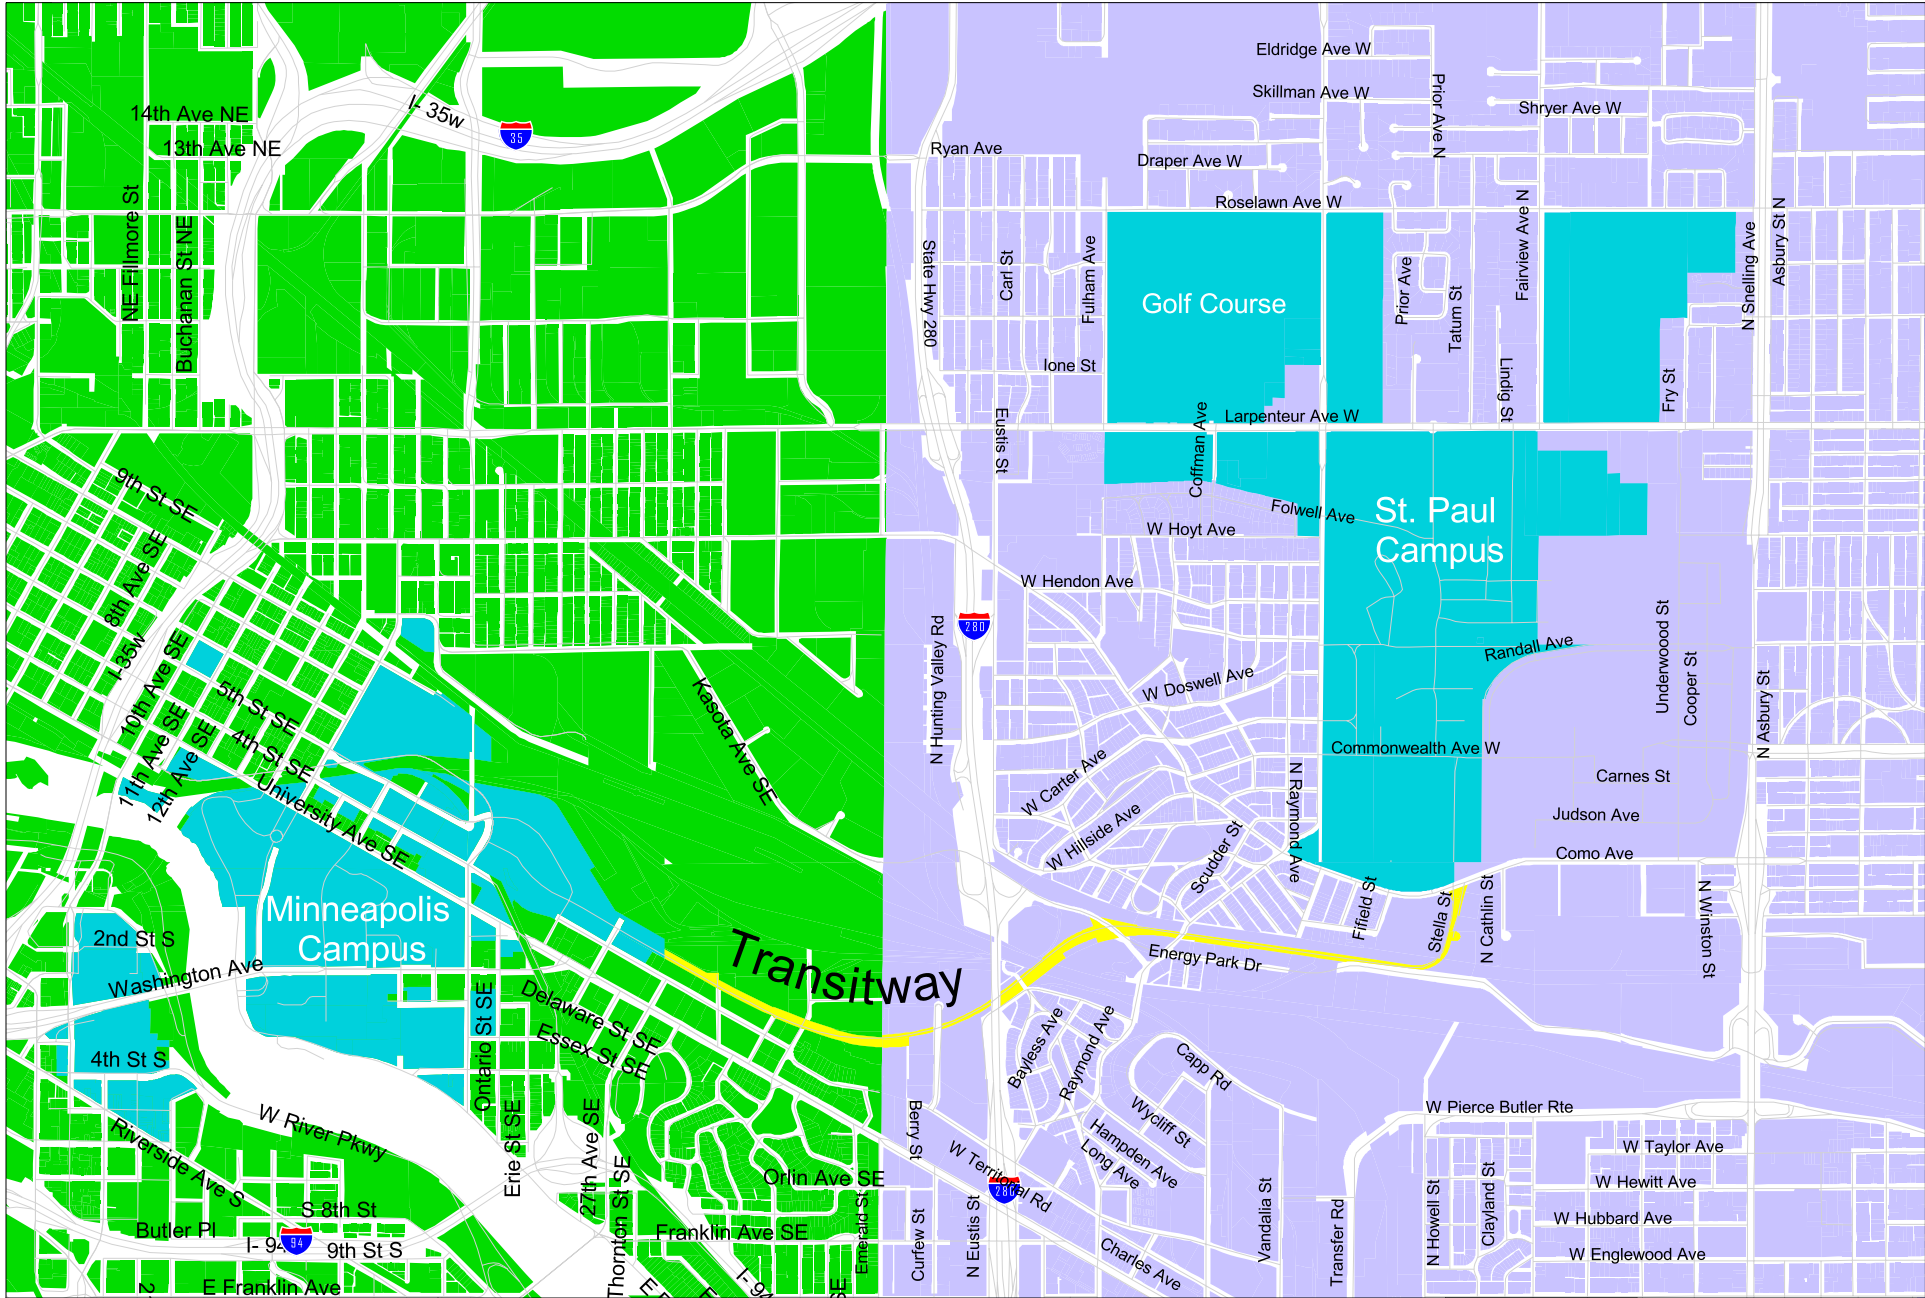 Eldridge Ave W
Skillman Ave W
Prior Ave N
Shryer Ave W
14th Ave NE
I- 35w
35
13th Ave NE
Ryan Ave
Draper Ave W
Roselawn Ave W
NE Fillmore St
Buchanan St NE
State Hwy 280
Carl St
Fulham Ave
Golf Course
Prior Ave
Tatum St
Fairview Ave N
N Snelling Ave
Asbury St N
Ione St
Lindig St
Fry St
Larpenteur Ave W
Eustis St
Coffman Ave
9th St SE
Folwell Ave
St. Paul
Campus
W Hoyt Ave
8th Ave SE
W Hendon Ave
280
N Hunting Valley Rd
I-35w
10th Ave SE
5th St SE
Kasota Ave SE
W Doswell Ave
Randall Ave
Underwoood St
Cooper St
N Asbury St
11th Ave SE
12th Ave SE
4th St SE
University Ave SE
Commonwealth Ave W
W Carter Ave
N Raymond Ave
Carnes St
W Hillside Ave
Scudder St
Judson Ave
Como Ave
Minneapolis
Campus
2nd St S
Washington Ave
Transitway
Fifield St
Stella St
N Cathlin St
N Winston St
Energy Park Dr
Ontario St SE
Delaware St SE
Essex St SE
4th St S
Bayless Ave
Raymond Ave
Capp Rd
W River Pkwy
Riverside Ave S
Erie St SE
27th Ave SE
Thornton St SE
Berry St
W Territorial Rd
280
Wycliff St
Hampden Ave
Long Ave
W Pierce Butler Rte
W Taylor Ave
Orlin Ave SE
W Hewitt Ave
S 8th St
Butler Pl
I- 94
94
9th St S
Franklin Ave SE
Emerald St
Curfew St
N Eustis St
Charles Ave
Vandalia St
Transfer Rd
N Howell St
Clayland St
W Hubbard Ave
W Englewood Ave
E Franklin Ave
I-94
SE